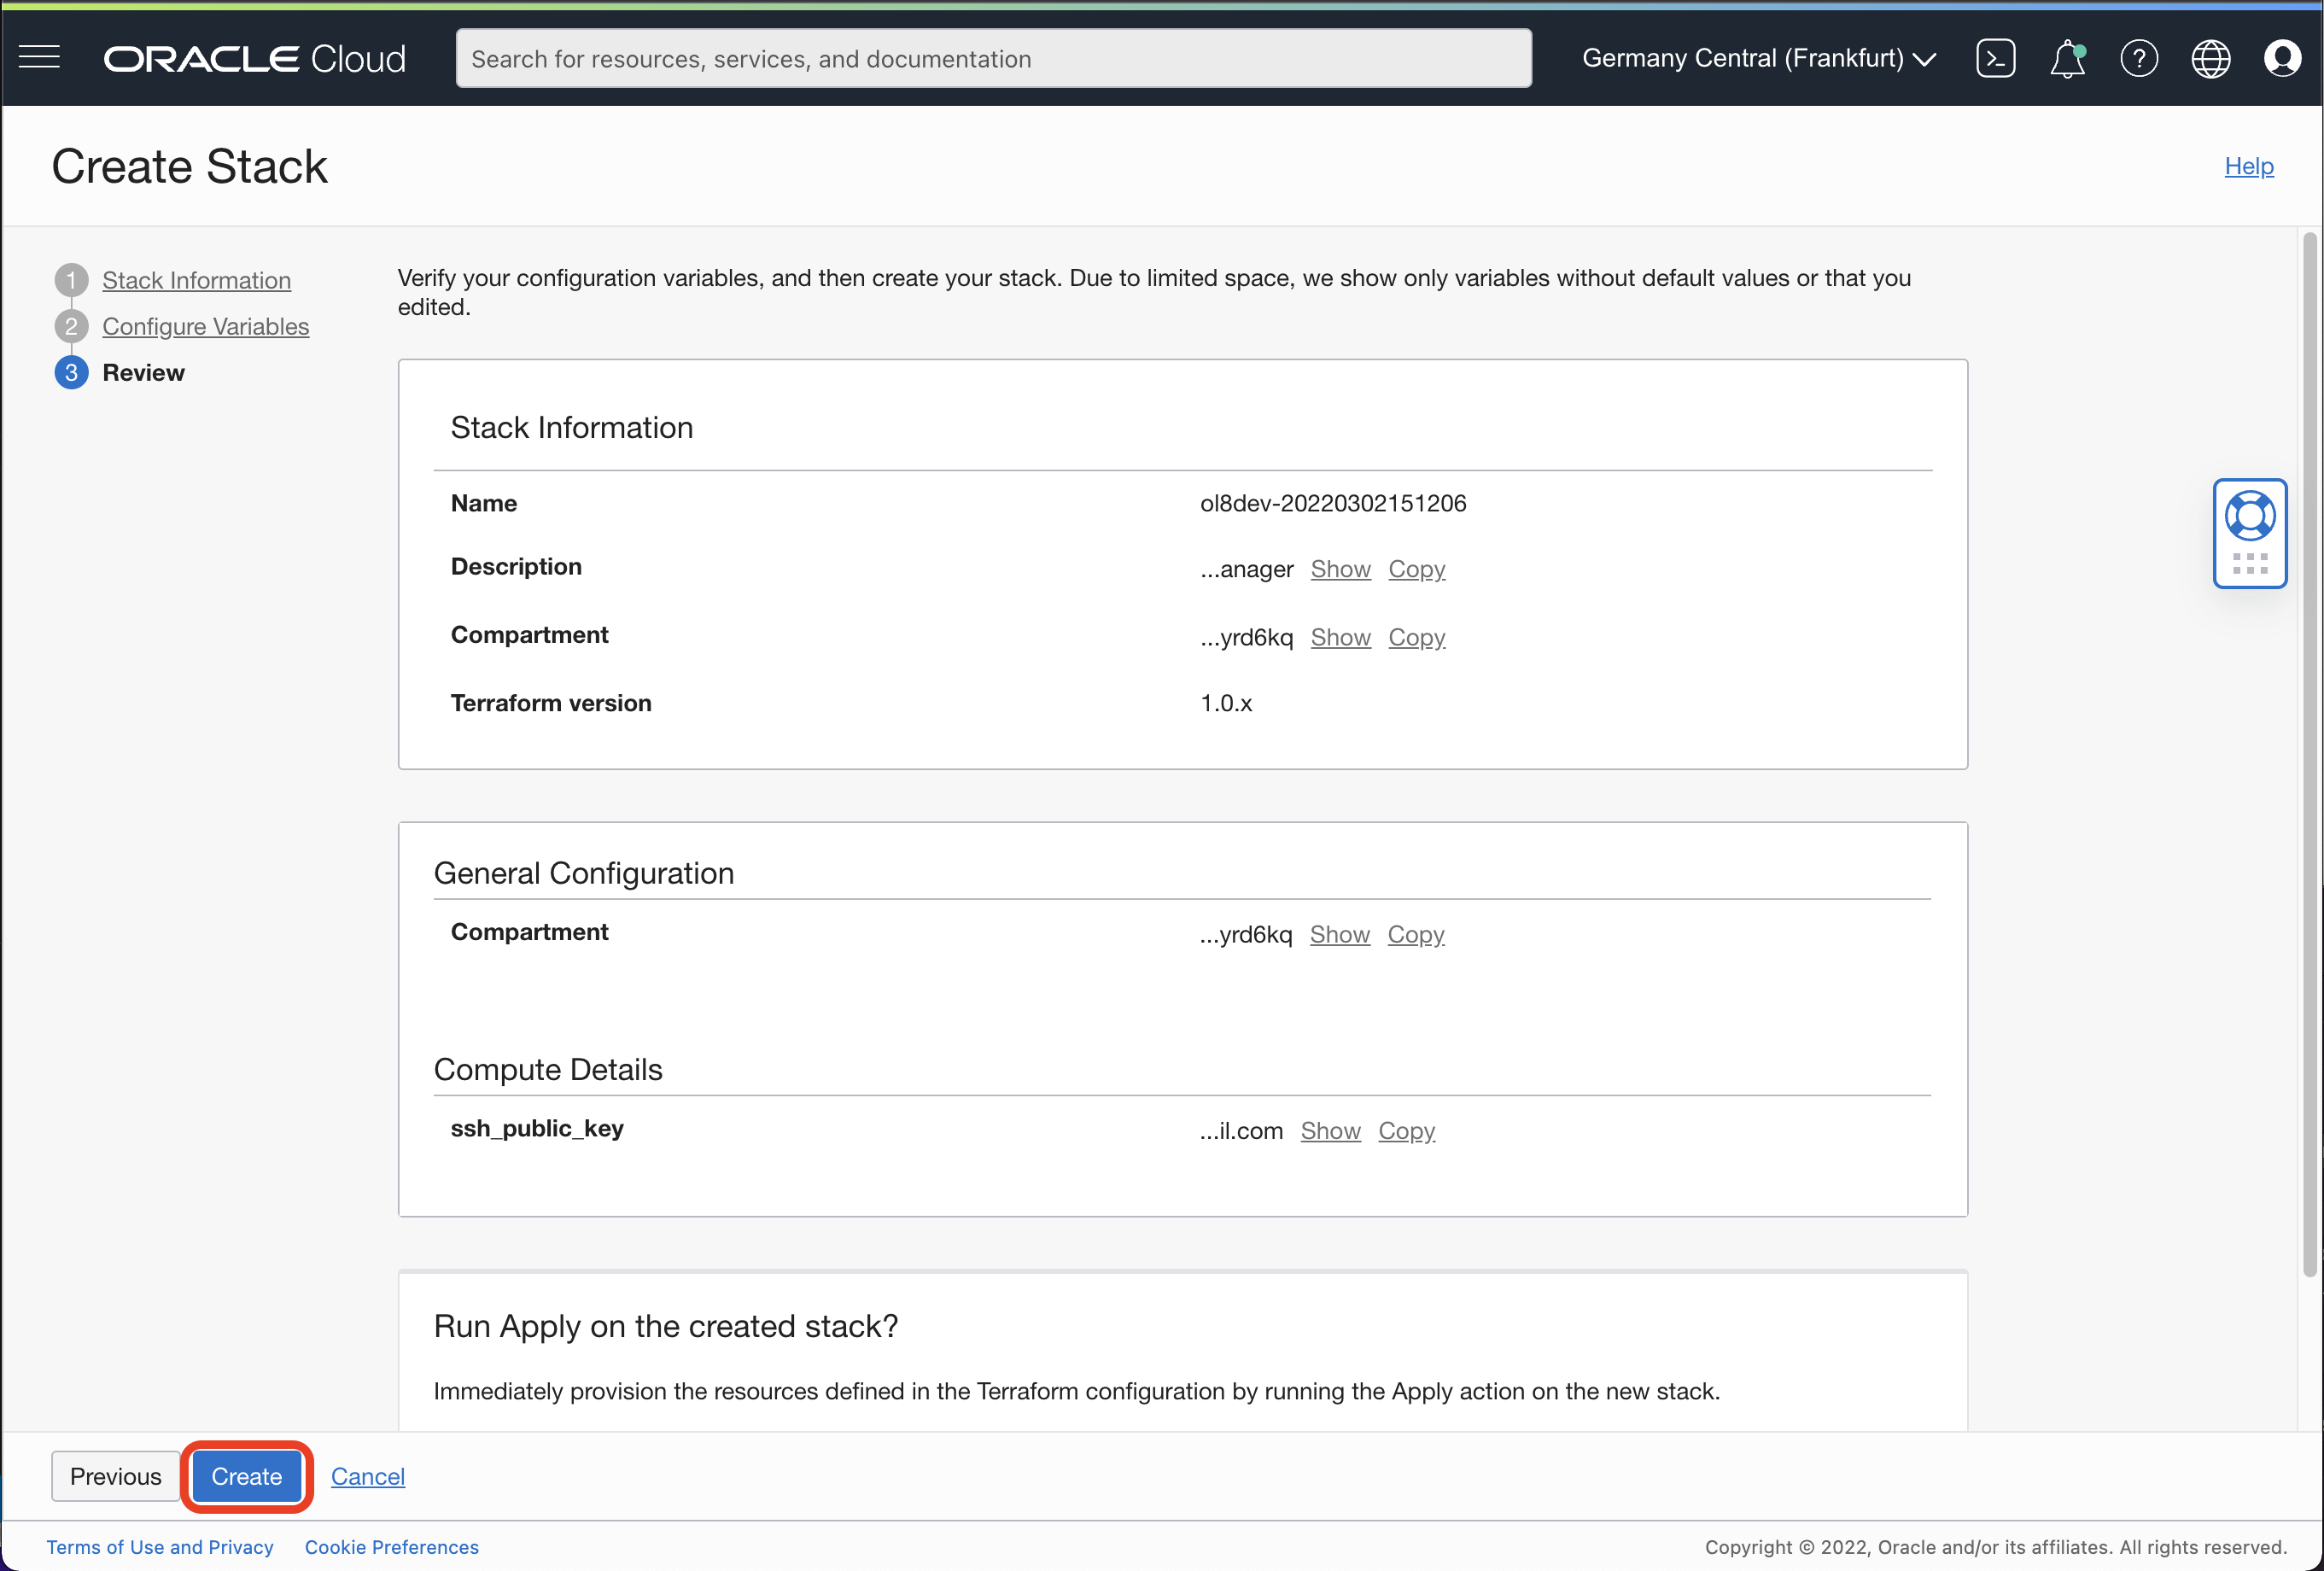 ORACLE Cloud
Search for resources, services, and documentation
Germany Central (Frankfurt)
Create Stack
Help
1 Stack Information
2 Configure Variables
3 Review
Verify your configuration variables, and then create your stack. Due to limited space, we show only variables without default values or that you
edited.
Stack Information
Name ol8dev-20220302151206
Description ...anager Show Copy
Compartment ...yrd6kq Show Copy
Terraform version 1.0.x
General Configuration
Compartment ...yrd6kq Show Copy
Compute Details
ssh_public_key ...il.com Show Copy
Run Apply on the created stack?
Immediately provision the resources defined in the Terraform configuration by running the Apply action on the new stack.
Previous Create Cancel
Terms of Use and Privacy Cookie Preferences
Copyright © 2022, Oracle and/or its affiliates. All rights reserved.